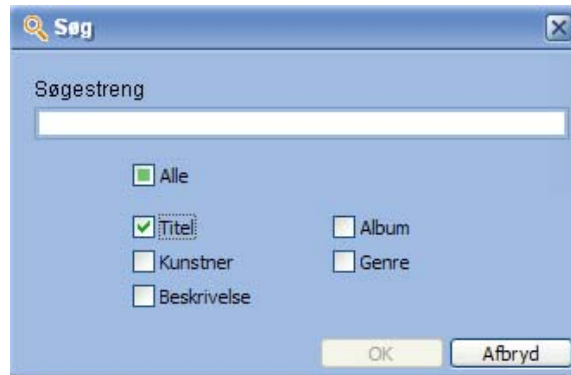 Søg
Søgestreng
Alle
Titel Album
Kunstner Genre
Beskrivelse
OK Afbryd